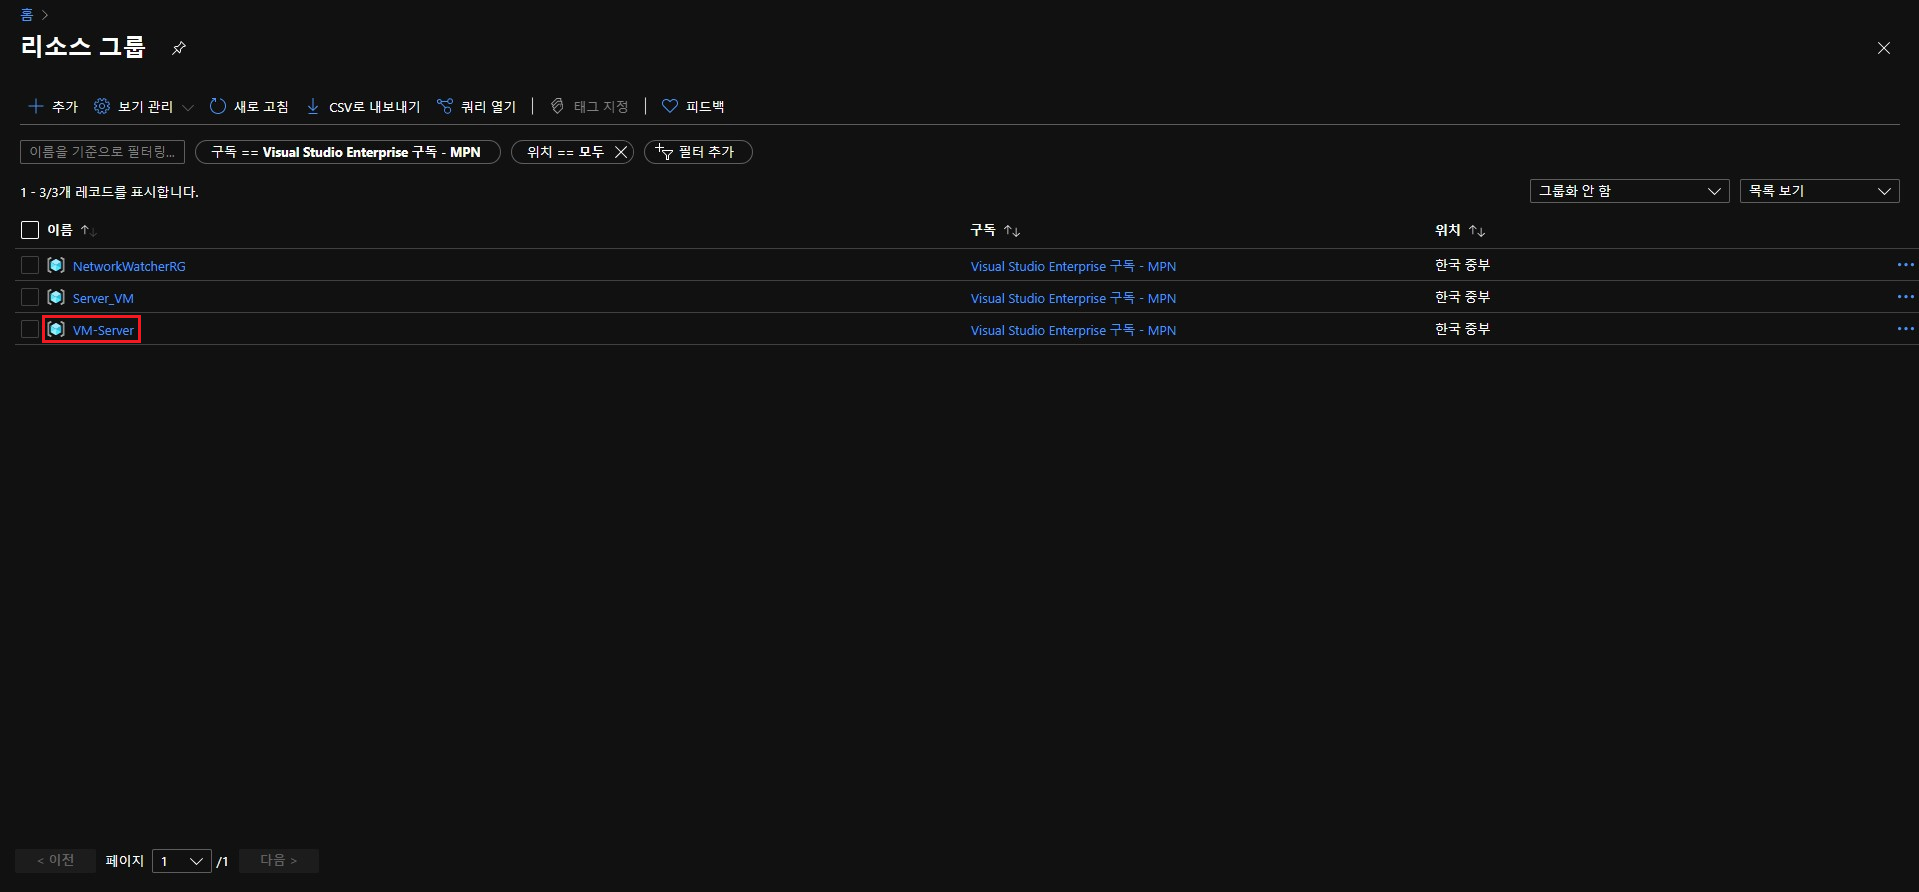 홈 >
리소스 그룹
추가 보기 관리 새로 고침 CSV로 내보내기 쿼리 열기 태그 지정 피드백
이름을 기준으로 필터링... 구독 == Visual Studio Enterprise 구독 - MPN 위치 == 모두 필터 추가
1 - 3/3개 레코드를 표시합니다. 그룹화 안 함 목록 보기
이름 구독 위치
NetworkWatcherRG Visual Studio Enterprise 구독 - MPN 한국 중부
Server_VM Visual Studio Enterprise 구독 - MPN 한국 중부
VM-Server Visual Studio Enterprise 구독 - MPN 한국 중부
< 이전 페이지 1 /1 다음 >